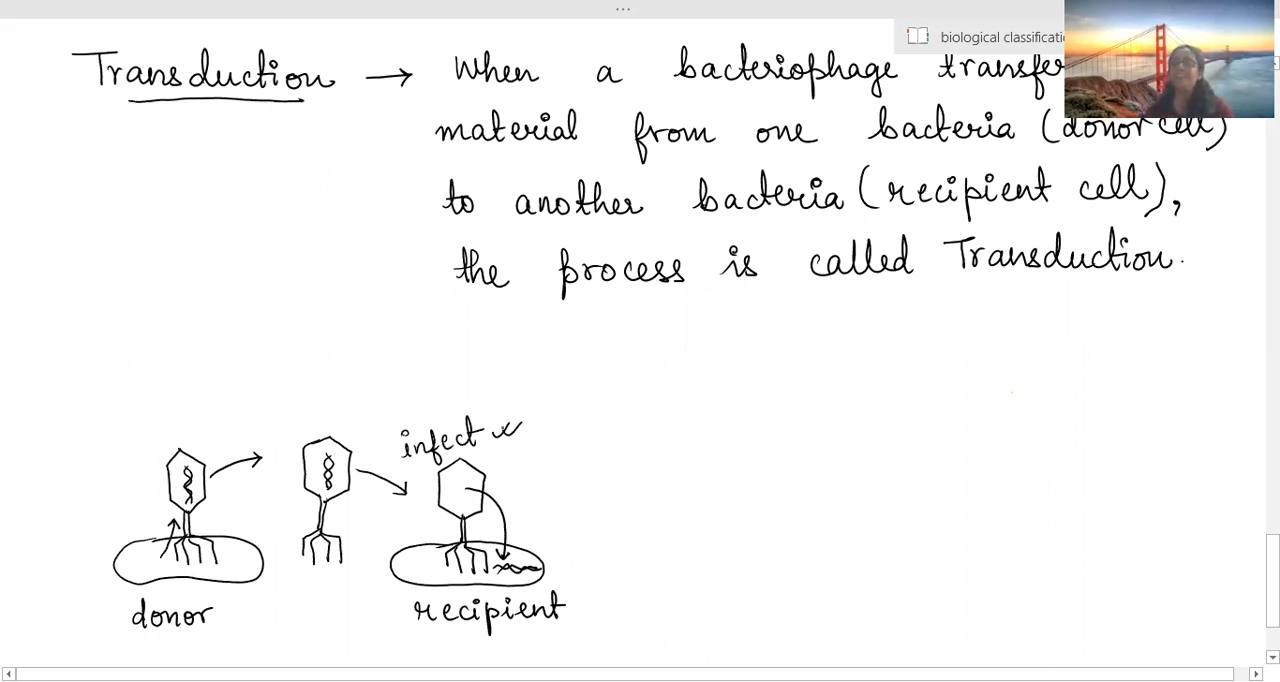 ...
biological classificati
Transduction → When a bacteriophage transfe
material from one bacteria (donor cell)
to another bacteria (recipient cell),
the process is called Transduction.
infect
donor
recipient